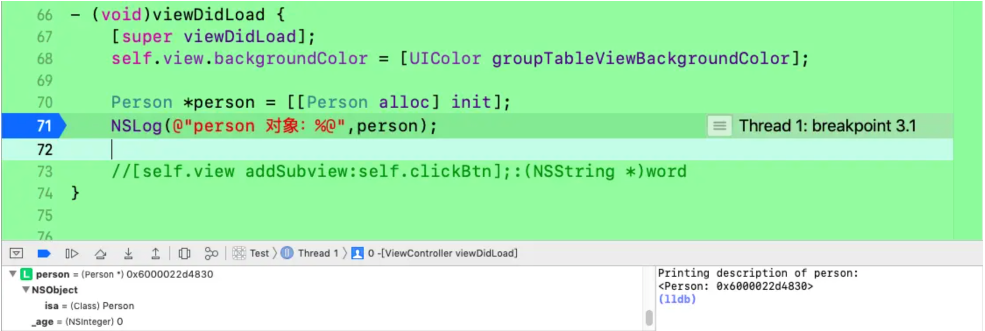 66 - (void)viewDidLoad {
67 [super viewDidLoad];
68 self.view.backgroundColor = [UIColor groupTableViewBackgroundColor];
69
70 Person *person = [[Person alloc] init];
71 NSLog(@"person 对象：%@",person); Thread 1: breakpoint 3.1
72
73 //[self.view addSubview:self.clickBtn];:(NSString *)word
74 }
75
76
Test 〉 Thread 1 〉 0 -[ViewController viewDidLoad]
L person = (Person *) 0x6000022d4830
NSObject
isa = (Class) Person
_age = (NSInteger) 0
Printing description of person:
<Person: 0x6000022d4830>
(lldb)